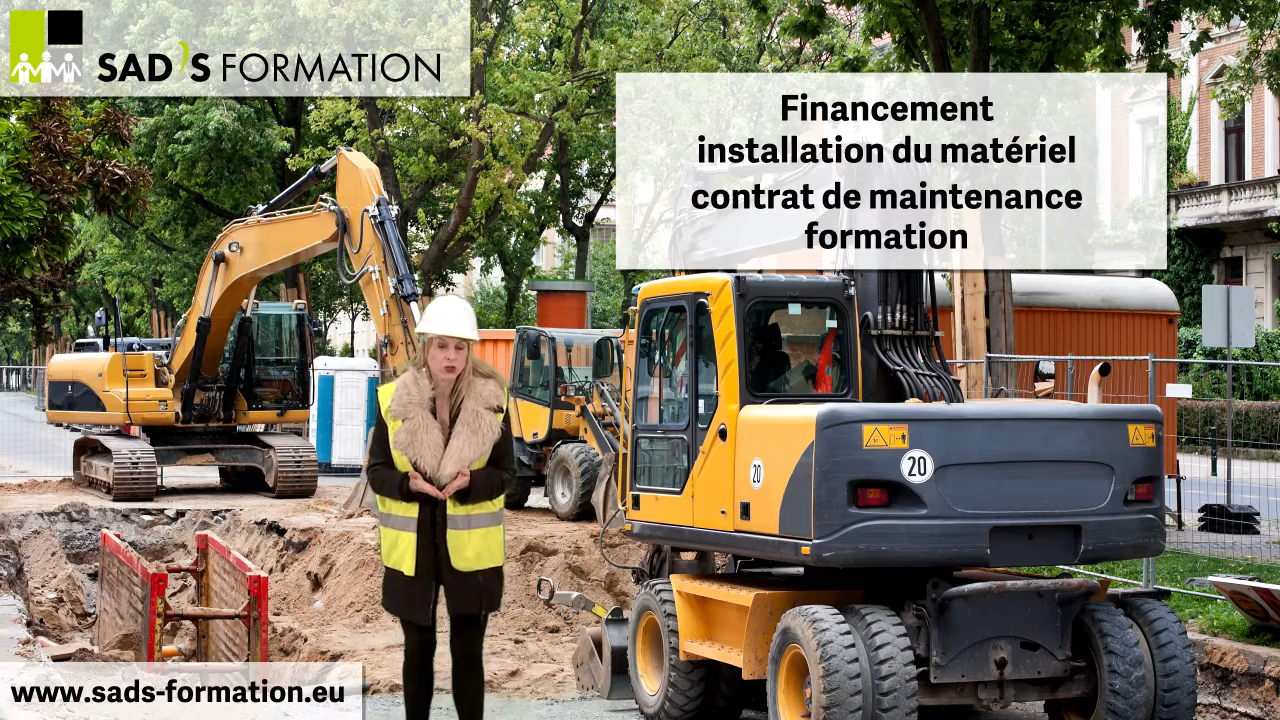 SAD'S FORMATION
Financement
installation du matériel
contrat de maintenance
formation
20
20
www.sads-formation.eu